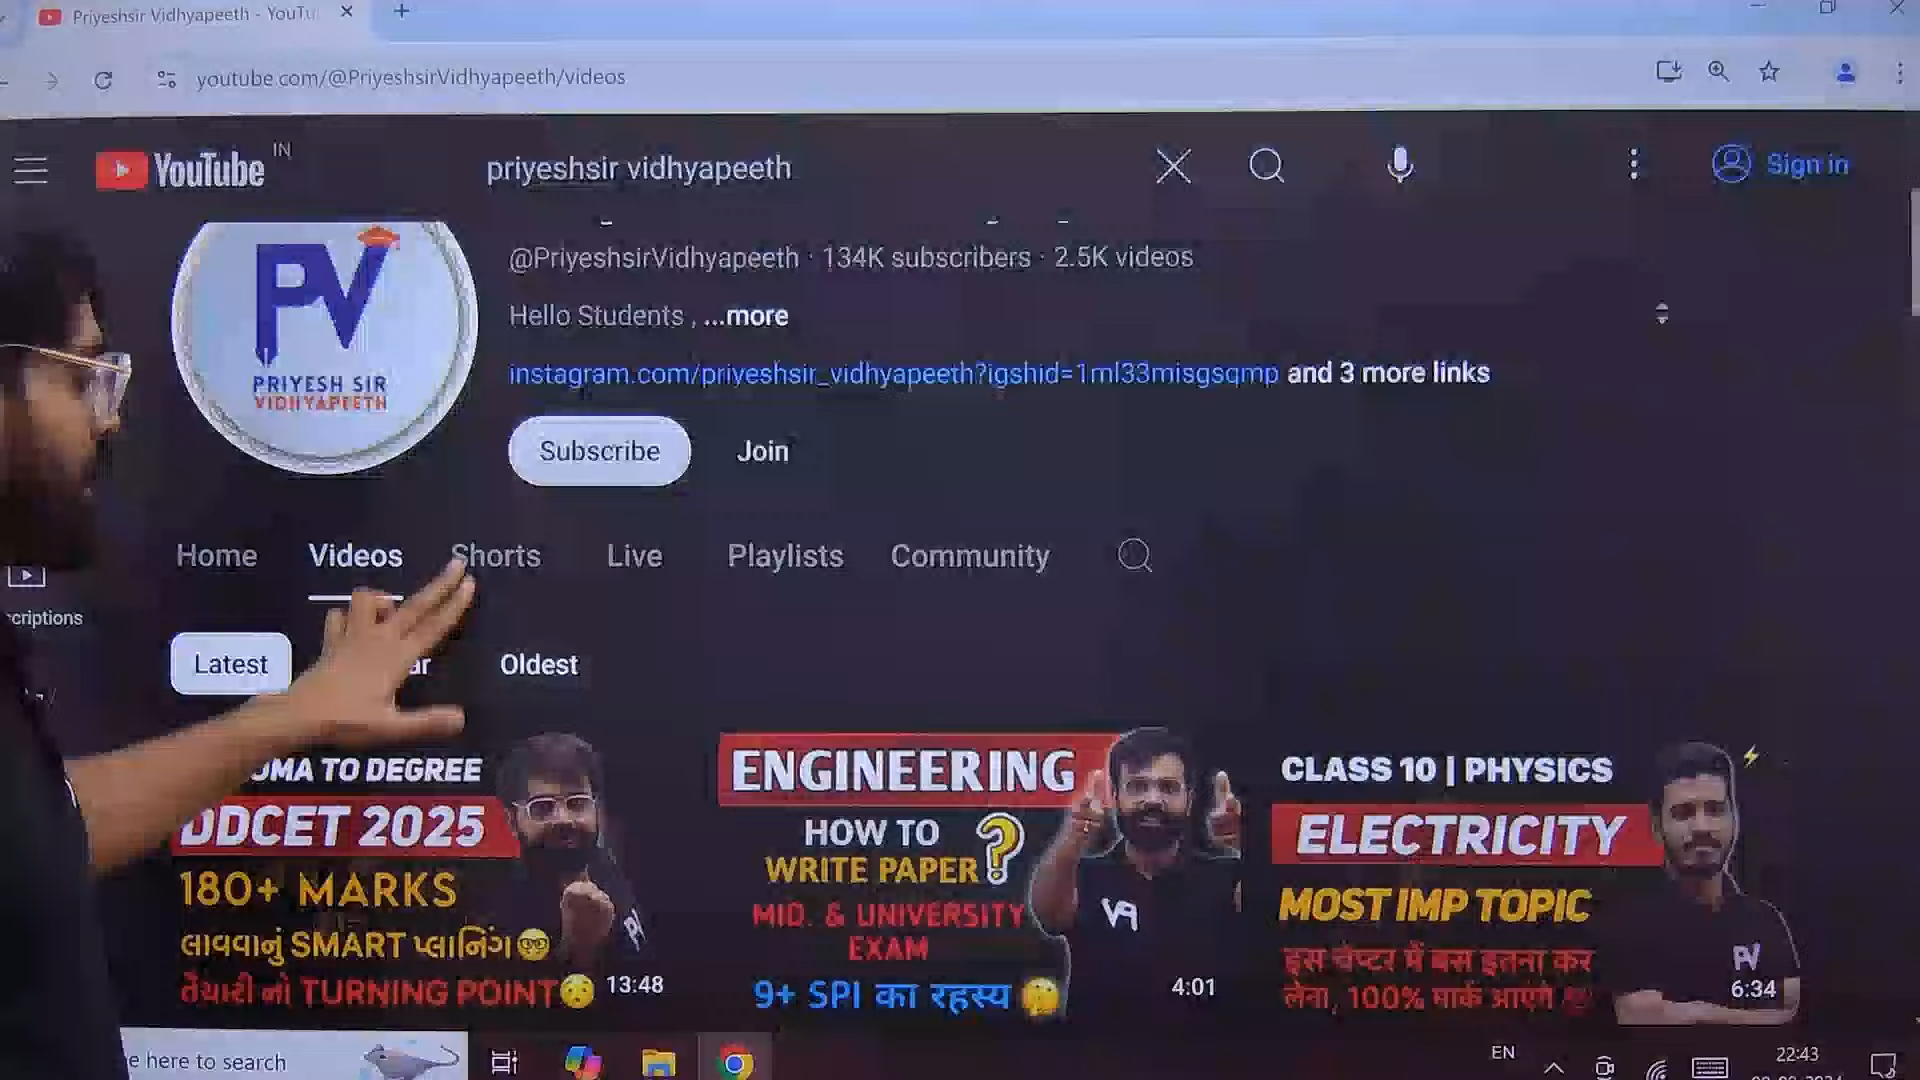 Priyeshsir Vidhyapeeth - YouTu
youtube.com/@PriyeshsirVidhyapeeth/videos
YouTube IN
priyeshsir vidhyapeeth
Sign in
PV
PRIYESH SIR
VIDHYAPEETH
@PriyeshsirVidhyapeeth · 134K subscribers · 2.5K videos
Hello Students , ...more
instagram.com/priyeshsir_vidhyapeeth?igshid=1ml33misgsqmp and 3 more links
Subscribe
Join
Home Videos Shorts Live Playlists Community
criptions
Latest ar Oldest
OMA TO DEGREE
DDCET 2025
180+ MARKS
લાવવાનું SMART પ્લાનિંગ
તૈયારી નો TURNING POINT
PV
13:48
ENGINEERING
HOW TO
WRITE PAPER ?
MID. & UNIVERSITY
EXAM
9+ SPI का रहस्य
4:01
CLASS 10 | PHYSICS
ELECTRICITY
MOST IMP TOPIC
इस चेप्टर में बस इतना कर
लेना, 100% मार्क आएंगे
PV
6:34
e here to search
EN
22:43